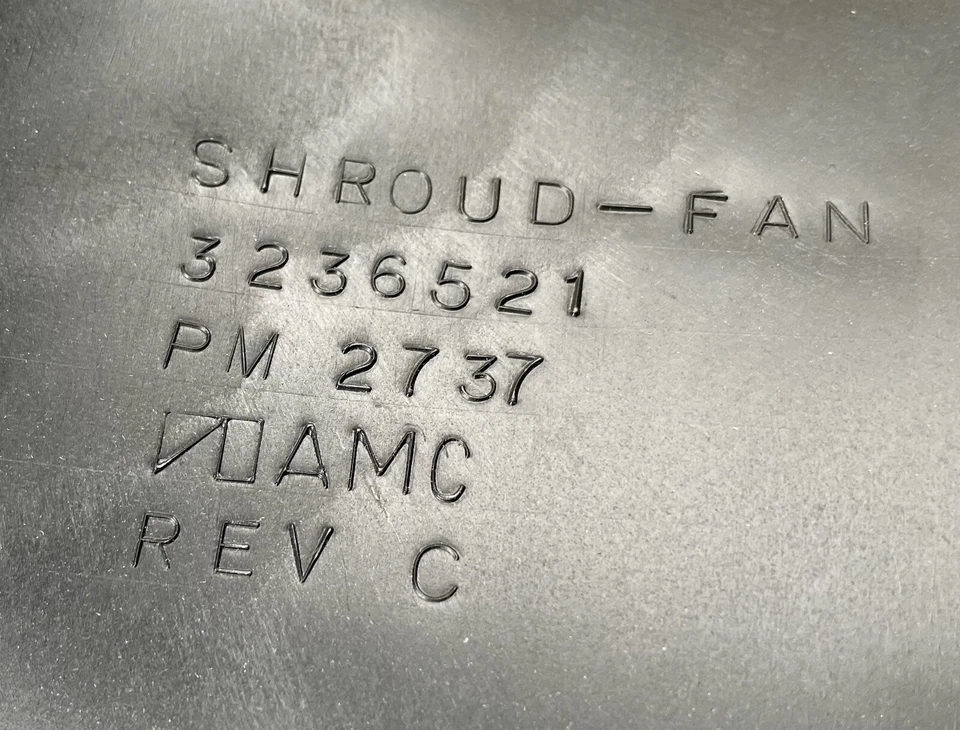 SHROUD-FAN
3236521
PM 2737
AMC
REV C